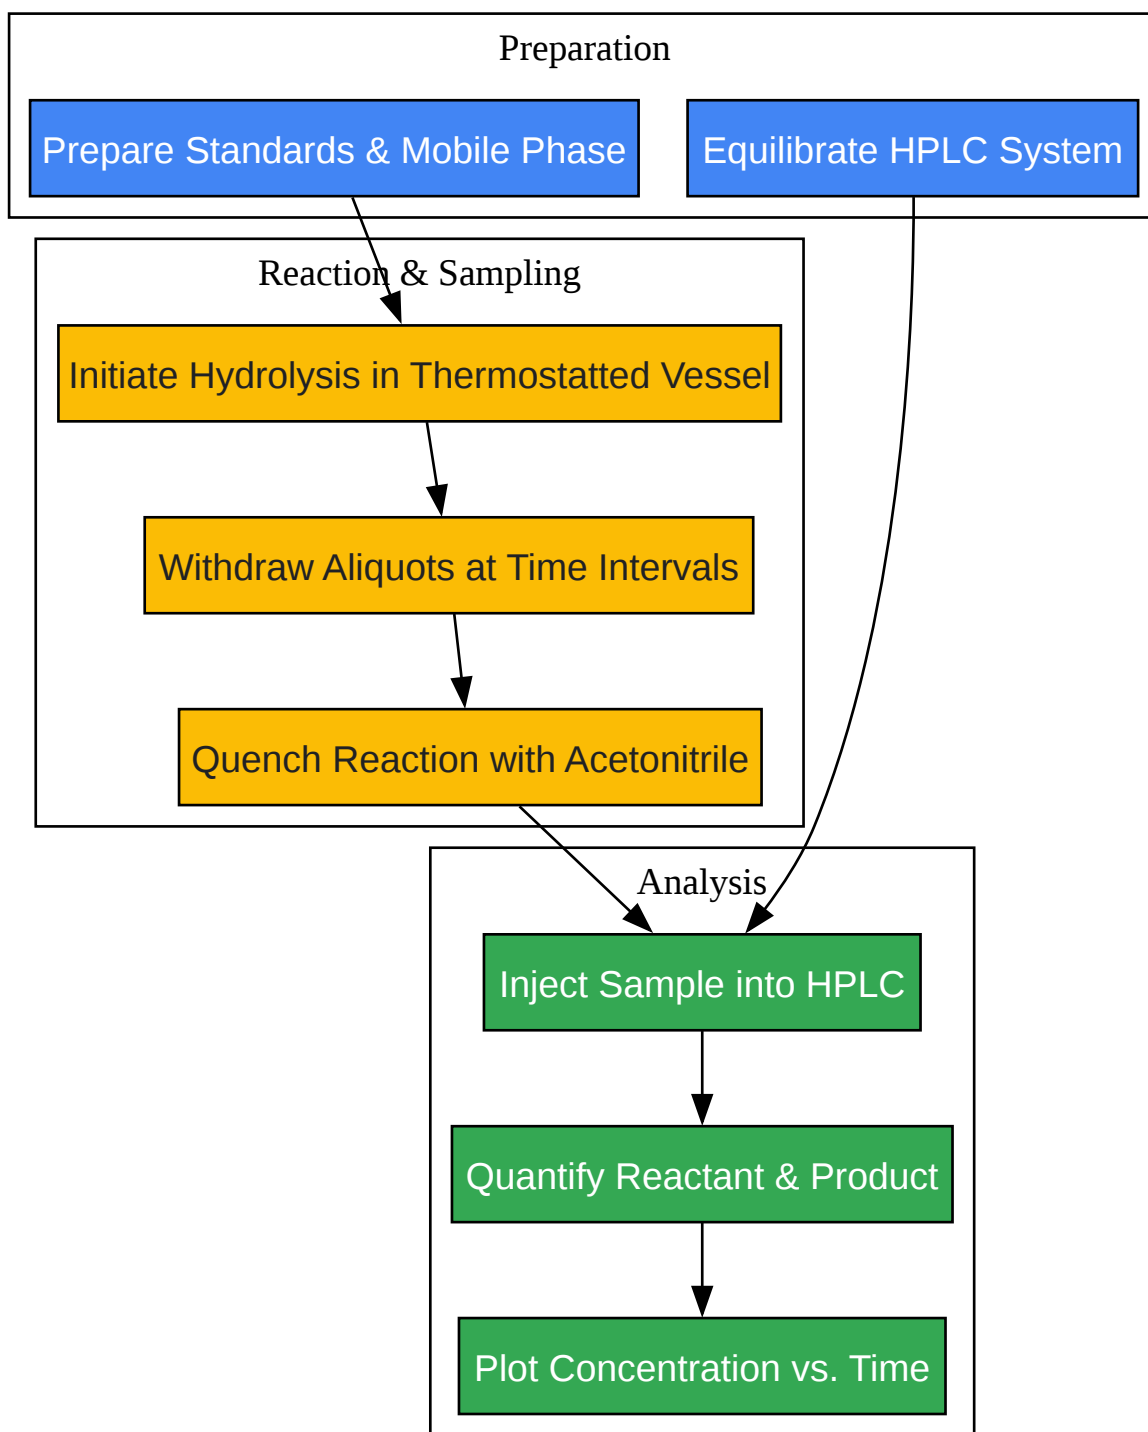 Preparation
Prepare Standards & Mobile Phase
Equilibrate HPLC System
Reaction & Sampling
Initiate Hydrolysis in Thermostatted Vessel
Withdraw Aliquots at Time Intervals
Quench Reaction with Acetonitrile
Analysis
Inject Sample into HPLC
Quantify Reactant & Product
Plot Concentration vs. Time